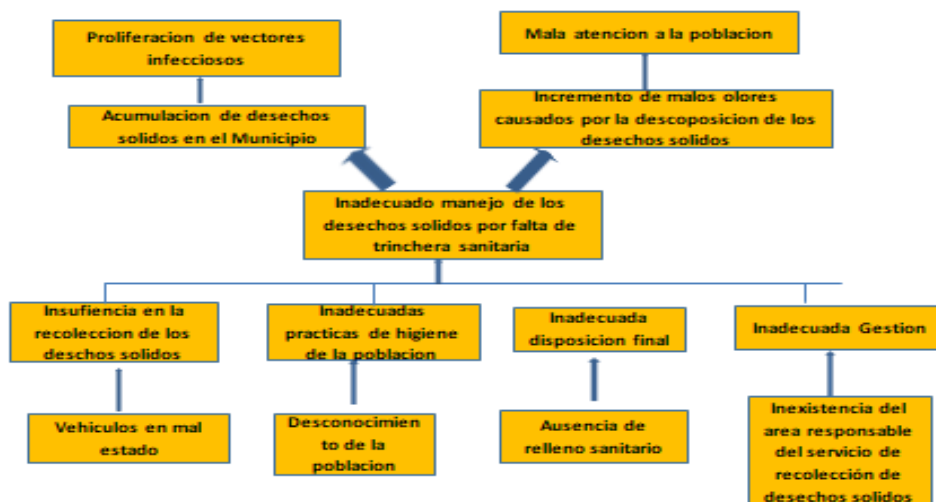 Proliferacion de vectores
infecciosos
Mala atencion a la poblacion
Acumulacion de desechos
solidos en el Municipio
Incremento de malos olores
causados por la descoposicion de los
desechos solidos
Inadecuado manejo de los
desechos solidos por falta de
trinchera sanitaria
Insufiencia en la
recoleccion de los
deschos solidos
Inadecuadas
practicas de higiene
de la poblacion
Inadecuada
disposicion final
Inadecuada Gestion
Vehiculos en mal
estado
Desconocimien
to de la
poblacion
Ausencia de
relleno sanitario
Inexistencia del
area responsable
del servicio de
recolección de
desechos solidos